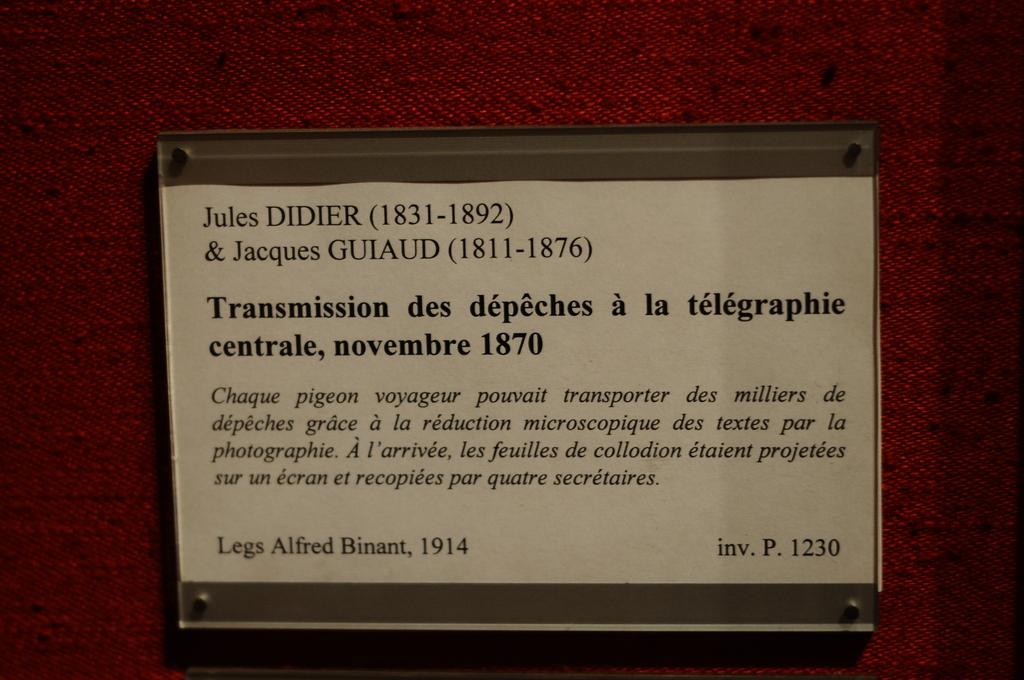 Jules DIDIER (1831-1892)
& Jacques GUIAUD (1811-1876)
Transmission des dépêches à la télégraphie
centrale, novembre 1870
Chaque pigeon voyageur pouvait transporter des milliers de
dépêches grâce à la réduction microscopique des textes par la
photographie. À l'arrivée, les feuilles de collodion étaient projetées
sur un écran et recopiées par quatre secrétaires.
Legs Alfred Binant, 1914 inv. P. 1230